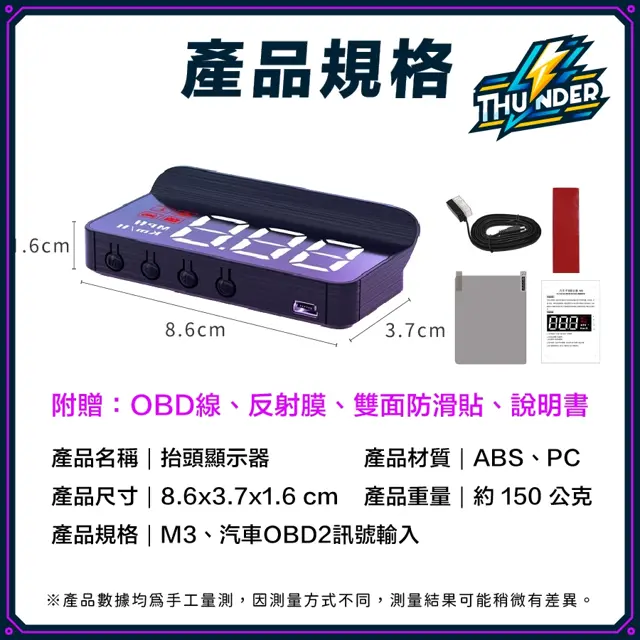 產品規格
THUNDER
888
MPH
KM/H
1.6cm
8.6cm
3.7cm
附贈：OBD線、反射膜、雙面防滑貼、說明書
產品名稱｜抬頭顯示器
產品材質｜ABS、PC
產品尺寸｜8.6x3.7x1.6 cm
產品重量｜約 150 公克
產品規格｜M3、汽車OBD2訊號輸入
※產品數據均爲手工量測，因測量方式不同，測量結果可能稍微有差異。